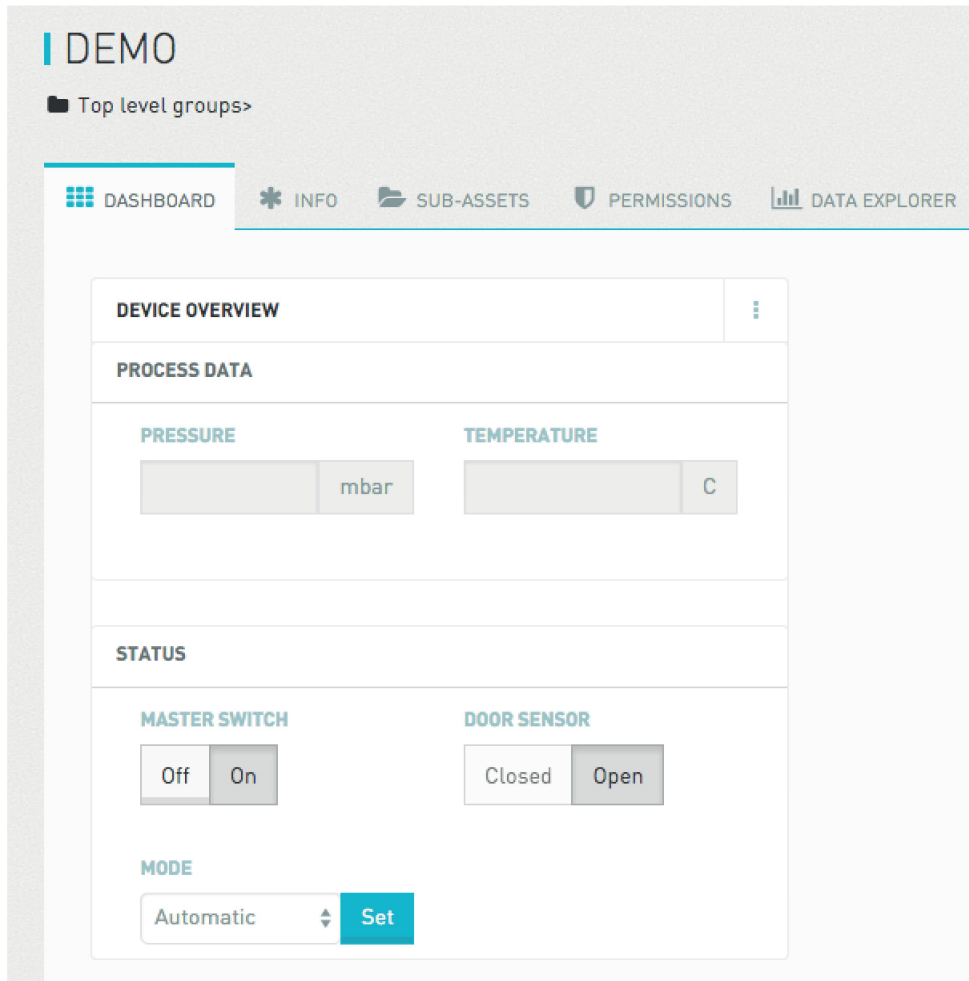 DEMO
Top level groups>
DASHBOARD INFO SUB-ASSETS PERMISSIONS DATA EXPLORER
DEVICE OVERVIEW
PROCESS DATA
PRESSURE TEMPERATURE
mbar C
STATUS
MASTER SWITCH DOOR SENSOR
Off On Closed Open
MODE
Automatic Set